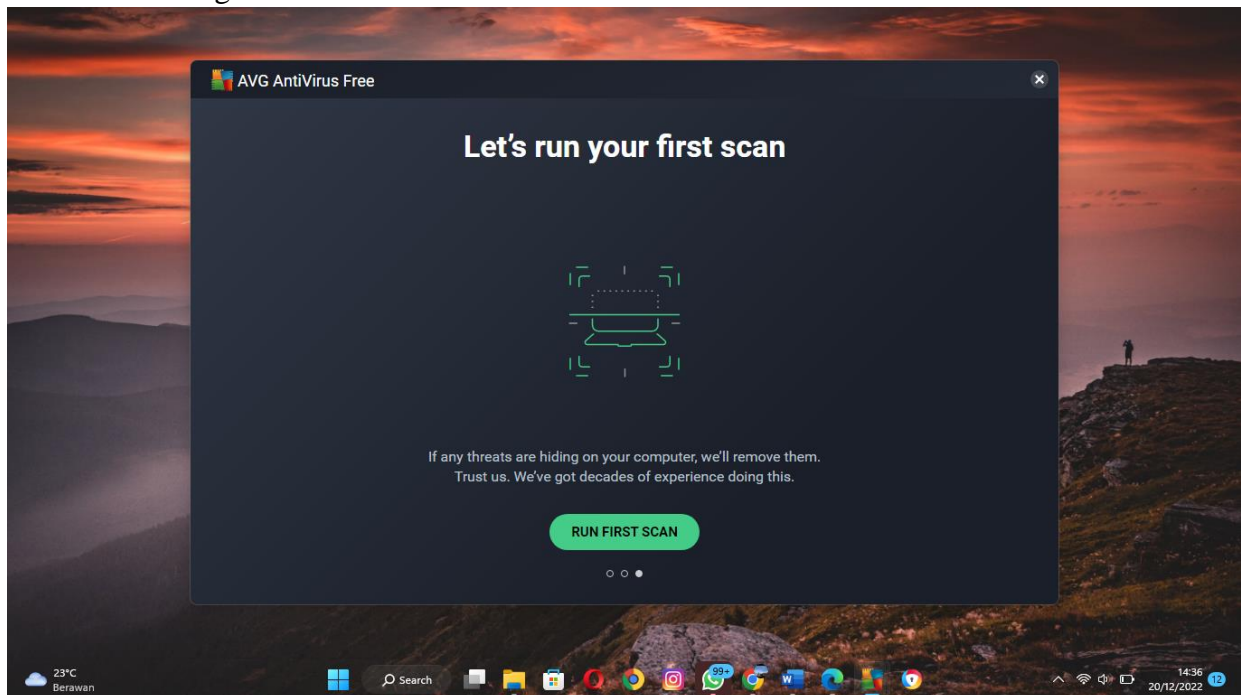 AVG AntiVirus Free
Let's run your first scan
If any threats are hiding on your computer, we'll remove them.
Trust us. We've got decades of experience doing this.
RUN FIRST SCAN
23°C
Berawan
Search
99+
14:36
20/12/2022
12